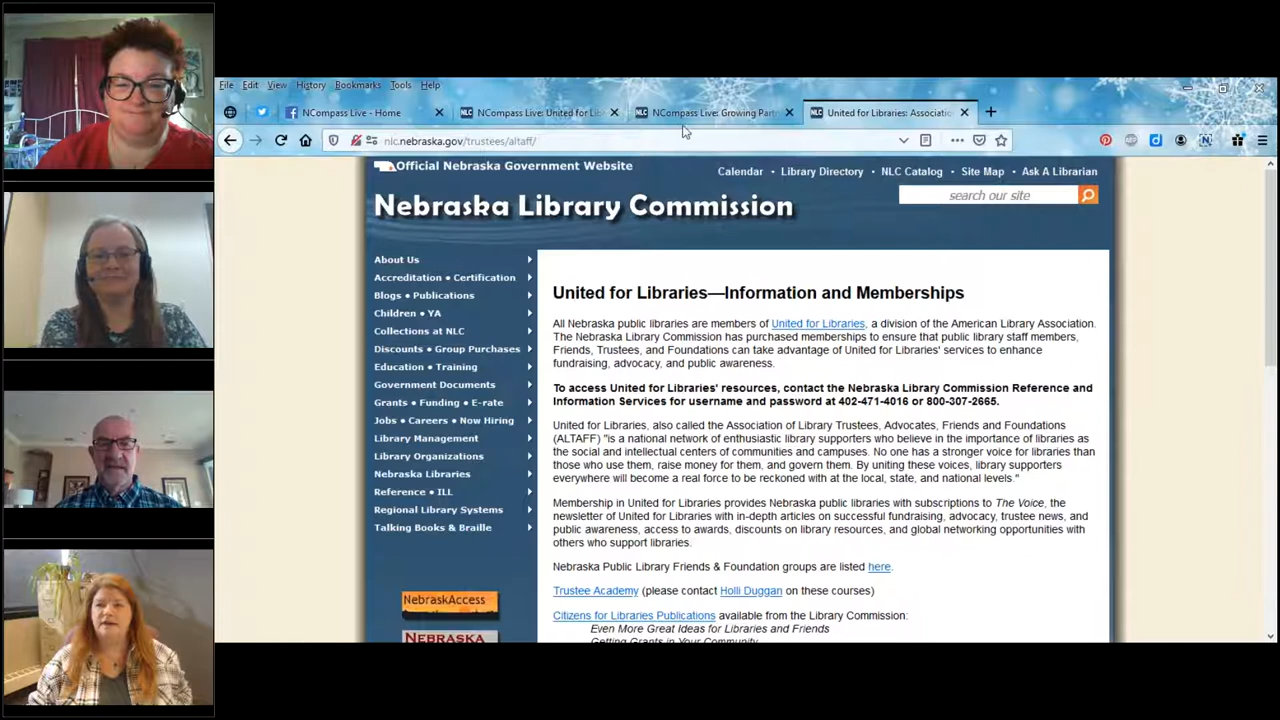 File Edit View History Bookmarks Tools Help
NCompass Live - Home
NCompass Live: United for Lib
NCompass Live: Growing Part
United for Libraries: Associatio
nlc.nebraska.gov/trustees/altaff/
Official Nebraska Government Website
Calendar • Library Directory • NLC Catalog • Site Map • Ask A Librarian
Nebraska Library Commission
search our site
About Us
Accreditation • Certification
Blogs • Publications
Children • YA
Collections at NLC
Discounts • Group Purchases
Education • Training
Government Documents
Grants • Funding • E-rate
Jobs • Careers • Now Hiring
Library Management
Library Organizations
Nebraska Libraries
Reference • ILL
Regional Library Systems
Talking Books & Braille
NebraskAccess
NEBRASKA
United for Libraries—Information and Memberships
All Nebraska public libraries are members of United for Libraries, a division of the American Library Association.
The Nebraska Library Commission has purchased memberships to ensure that public library staff members,
Friends, Trustees, and Foundations can take advantage of United for Libraries' services to enhance
fundraising, advocacy, and public awareness.
To access United for Libraries' resources, contact the Nebraska Library Commission Reference and
Information Services for username and password at 402-471-4016 or 800-307-2665.
United for Libraries, also called the Association of Library Trustees, Advocates, Friends and Foundations
(ALTAFF) "is a national network of enthusiastic library supporters who believe in the importance of libraries as
the social and intellectual centers of communities and campuses. No one has a stronger voice for libraries than
those who use them, raise money for them, and govern them. By uniting these voices, library supporters
everywhere will become a real force to be reckoned with at the local, state, and national levels."
Membership in United for Libraries provides Nebraska public libraries with subscriptions to The Voice, the
newsletter of United for Libraries with in-depth articles on successful fundraising, advocacy, trustee news, and
public awareness, access to awards, discounts on library resources, and global networking opportunities with
others who support libraries.
Nebraska Public Library Friends & Foundation groups are listed here.
Trustee Academy (please contact Holli Duggan on these courses)
Citizens for Libraries Publications available from the Library Commission:
Even More Great Ideas for Libraries and Friends
Getting Grants in Your Community